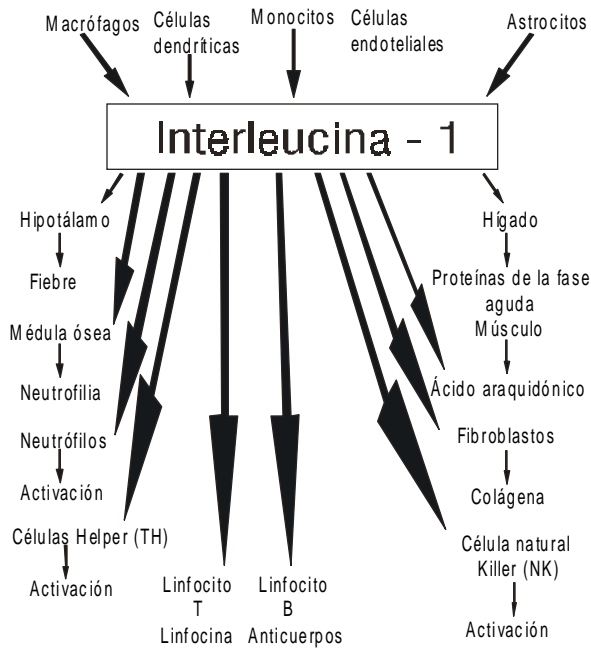 Macrófagos
Células
dendríticas
Monocitos
Células
endoteliales
Astrocitos
Interleucina - 1
Hipotálamo
Fiebre
Médula ósea
Neutrofilia
Neutrófilos
Activación
Células Helper (TH)
Activación
Linfocito
T
Linfocina
Linfocito
B
Anticuerpos
Hígado
Proteínas de la fase
aguda
Músculo
Ácido araquidónico
Fibroblastos
Colágena
Célula natural
Killer (NK)
Activación